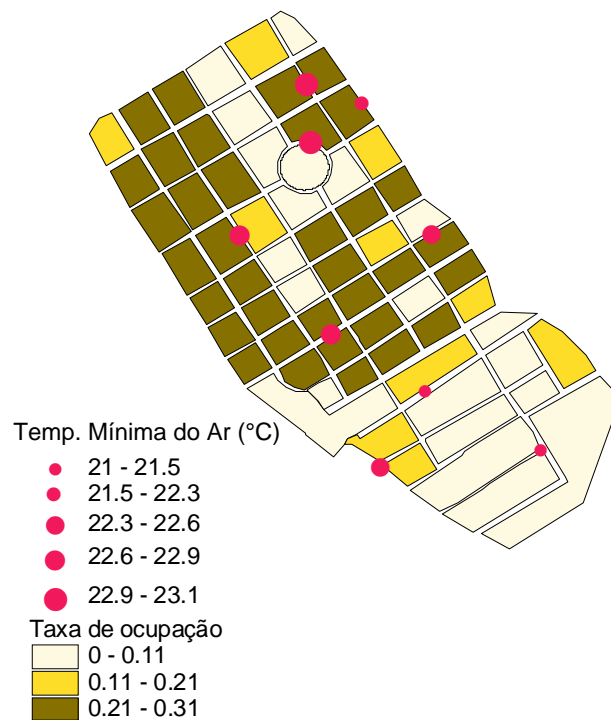 Temp. Mínima do Ar (°C)
21 - 21.5
21.5 - 22.3
22.3 - 22.6
22.6 - 22.9
22.9 - 23.1
Taxa de ocupação
0 - 0.11
0.11 - 0.21
0.21 - 0.31